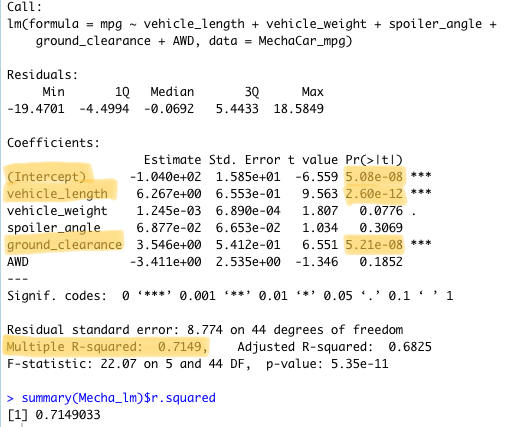 Call:
lm(formula = mpg ~ vehicle_length + vehicle_weight + spoiler_angle +
    ground_clearance + AWD, data = MechaCar_mpg)

Residuals:
     Min       1Q   Median       3Q      Max
-19.4701  -4.4994  -0.0692   5.4433  18.5849

Coefficients:
                   Estimate Std. Error t value Pr(>|t|)
(Intercept)      -1.040e+02  1.585e+01  -6.559 5.08e-08 ***
vehicle_length    6.267e+00  6.553e-01   9.563 2.60e-12 ***
vehicle_weight    1.245e-03  6.890e-04   1.807   0.0776 .
spoiler_angle     6.877e-02  6.653e-02   1.034   0.3069
ground_clearance  3.546e+00  5.412e-01   6.551 5.21e-08 ***
AWD              -3.411e+00  2.535e+00  -1.346   0.1852
---
Signif. codes:  0 ‘***’ 0.001 ‘**’ 0.01 ‘*’ 0.05 ‘.’ 0.1 ‘ ’ 1

Residual standard error: 8.774 on 44 degrees of freedom
Multiple R-squared:  0.7149,	Adjusted R-squared:  0.6825
F-statistic: 22.07 on 5 and 44 DF,  p-value: 5.35e-11

> summary(Mecha_lm)$r.squared
[1] 0.7149033